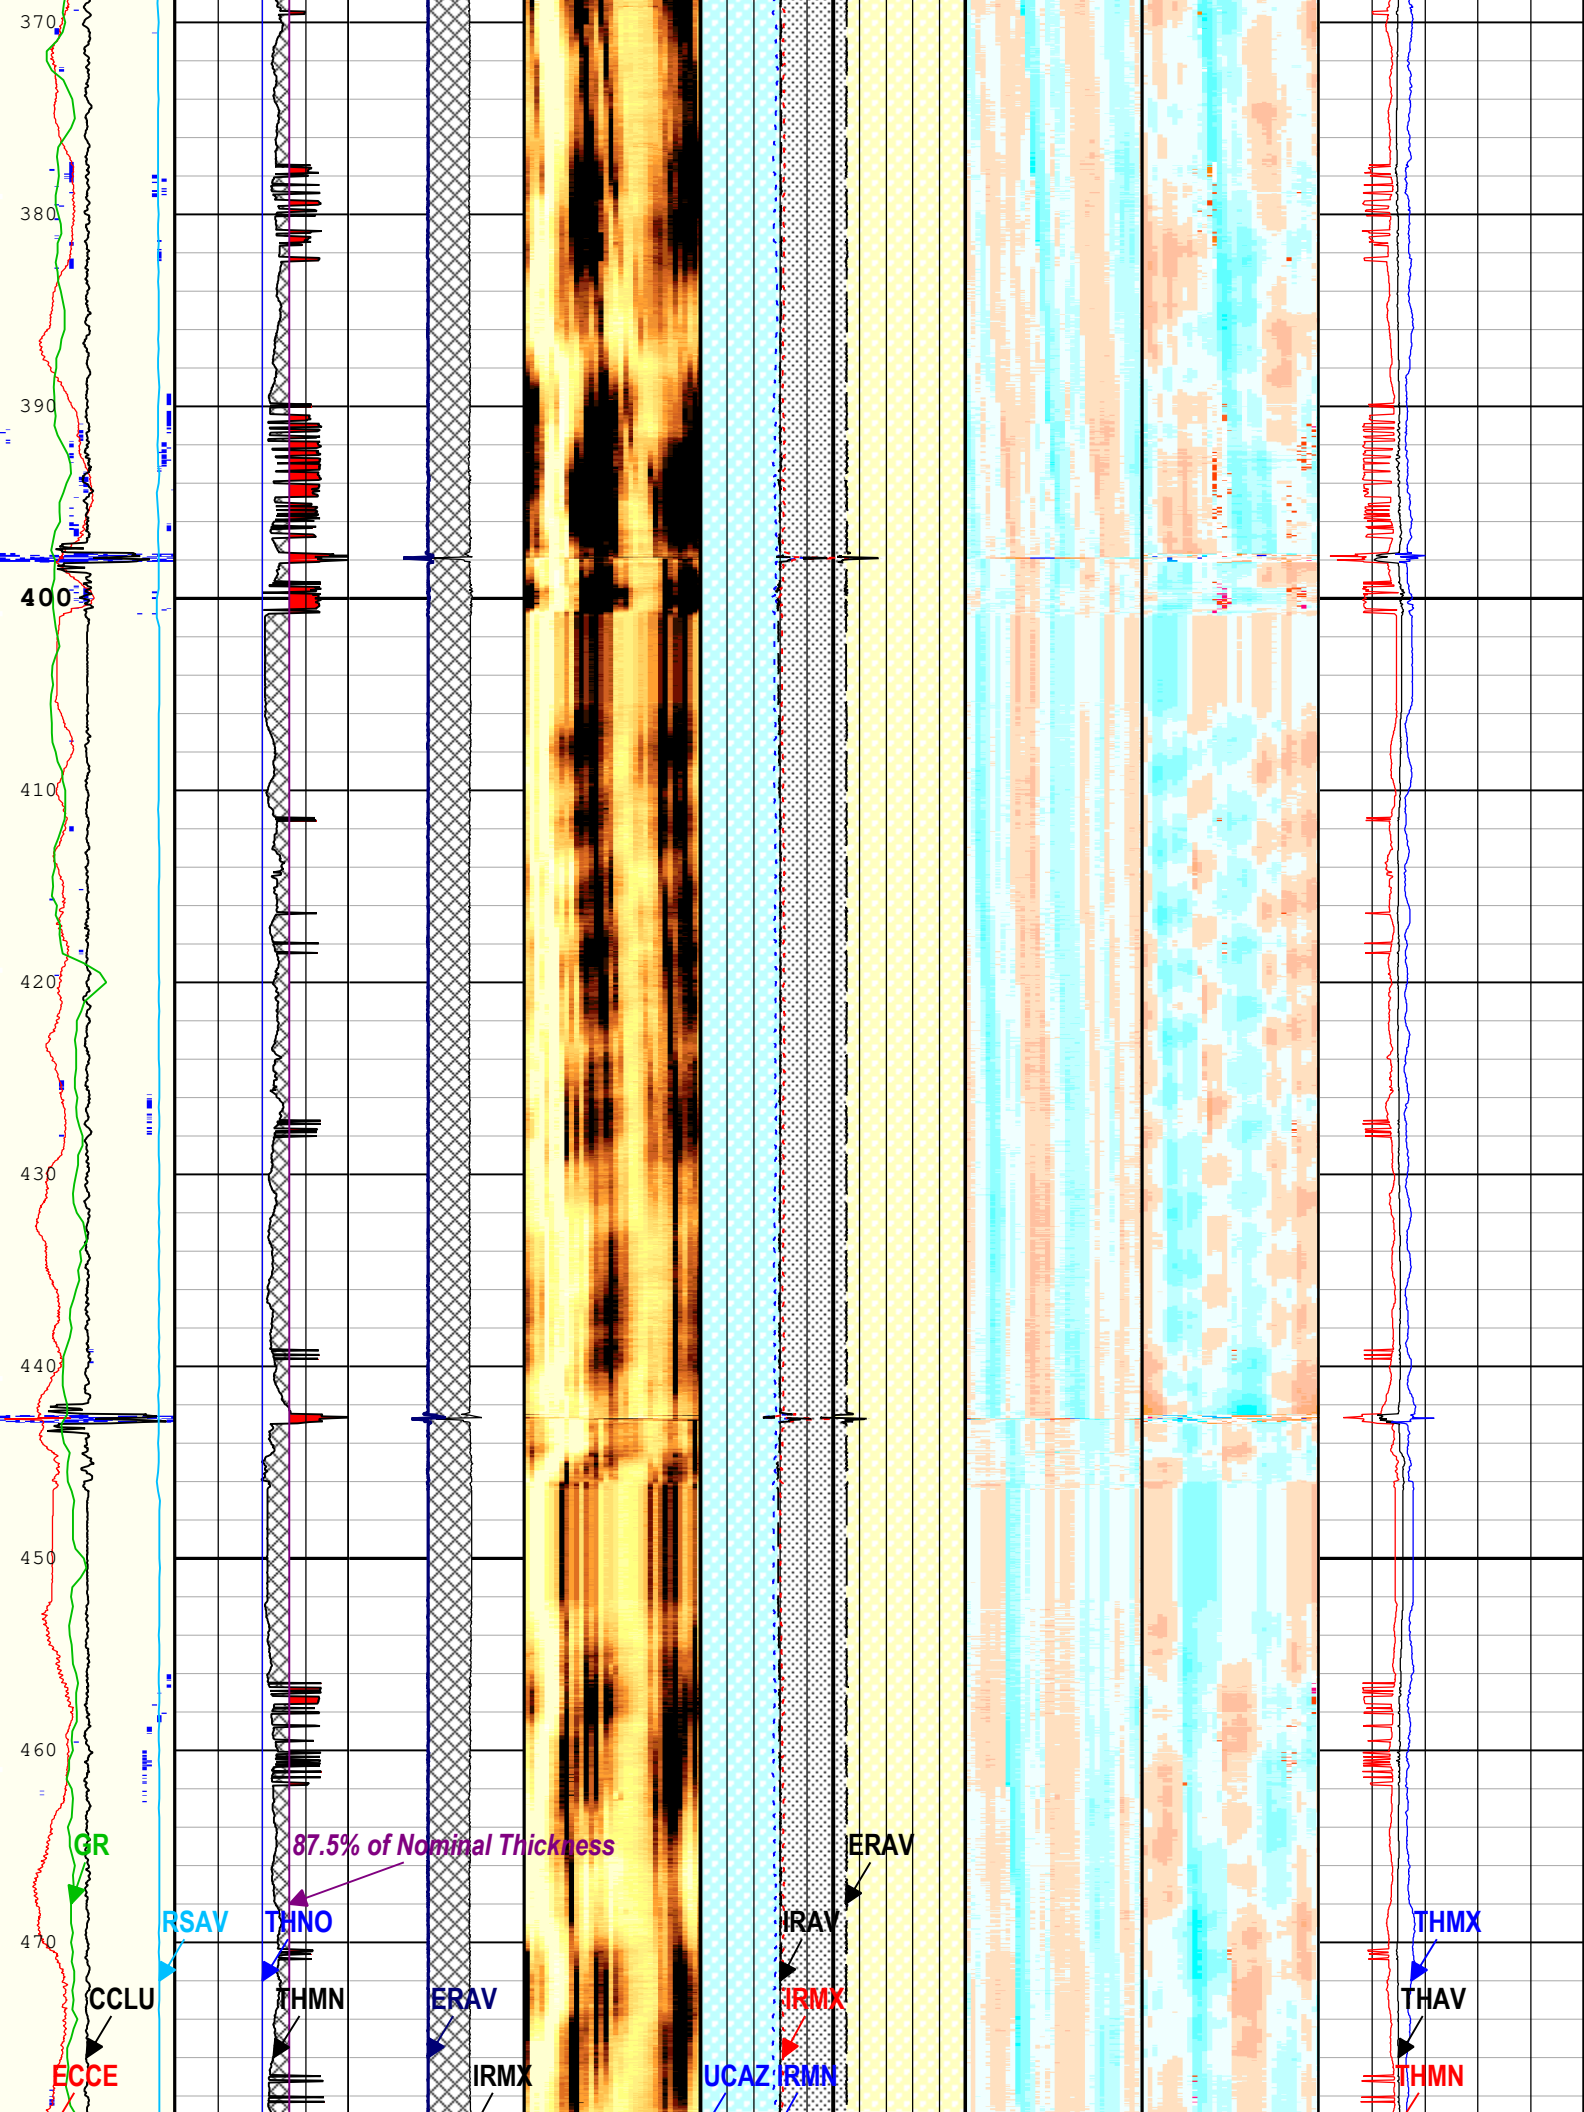 370
380
390
400
410
420
430
440
450
460
GR
87.5% of Nominal Thickness
ERAV
RSAV
THNO
IRAV
THMX
470
CCLU
THMN
ERAV
IRMX
THAV
ECCE
IRMX
UCAZ
IRMN
THMN